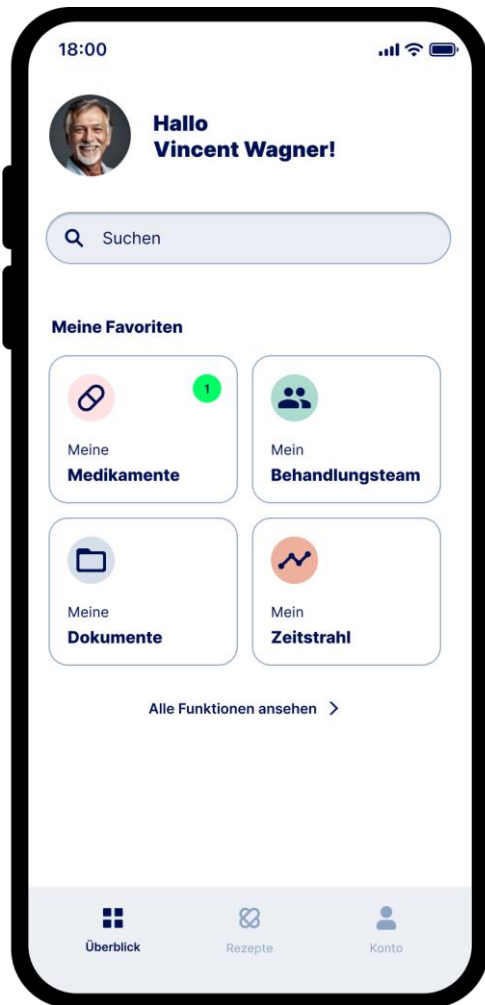 18:00
Hallo
Vincent Wagner!
Suchen
Meine Favoriten
1
Meine
Medikamente
Mein
Behandlungsteam
Meine
Dokumente
Mein
Zeitstrahl
Alle Funktionen ansehen
Überblick
Rezepte
Konto